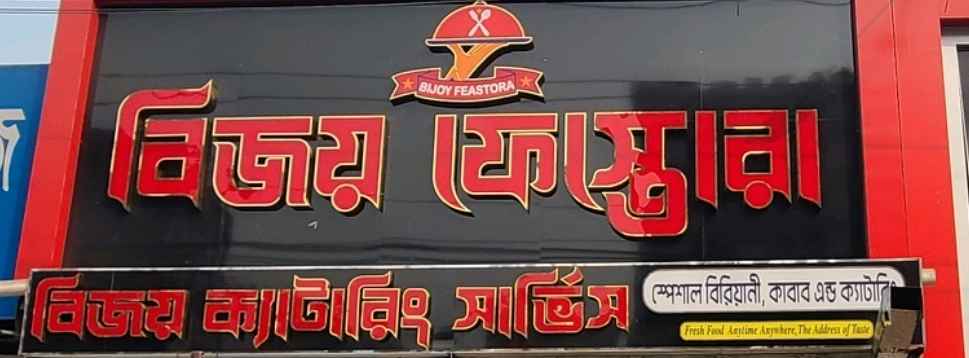 BIJOY FEASTORA
বিজয় ফেস্তোরা
বিজয় ক্যাটারিং সার্ভিস
স্পেশাল বিরিয়ানী, কাবাব এন্ড ক্যাটারিং
Fresh Food Anytime Anywhere, The Address of Taste